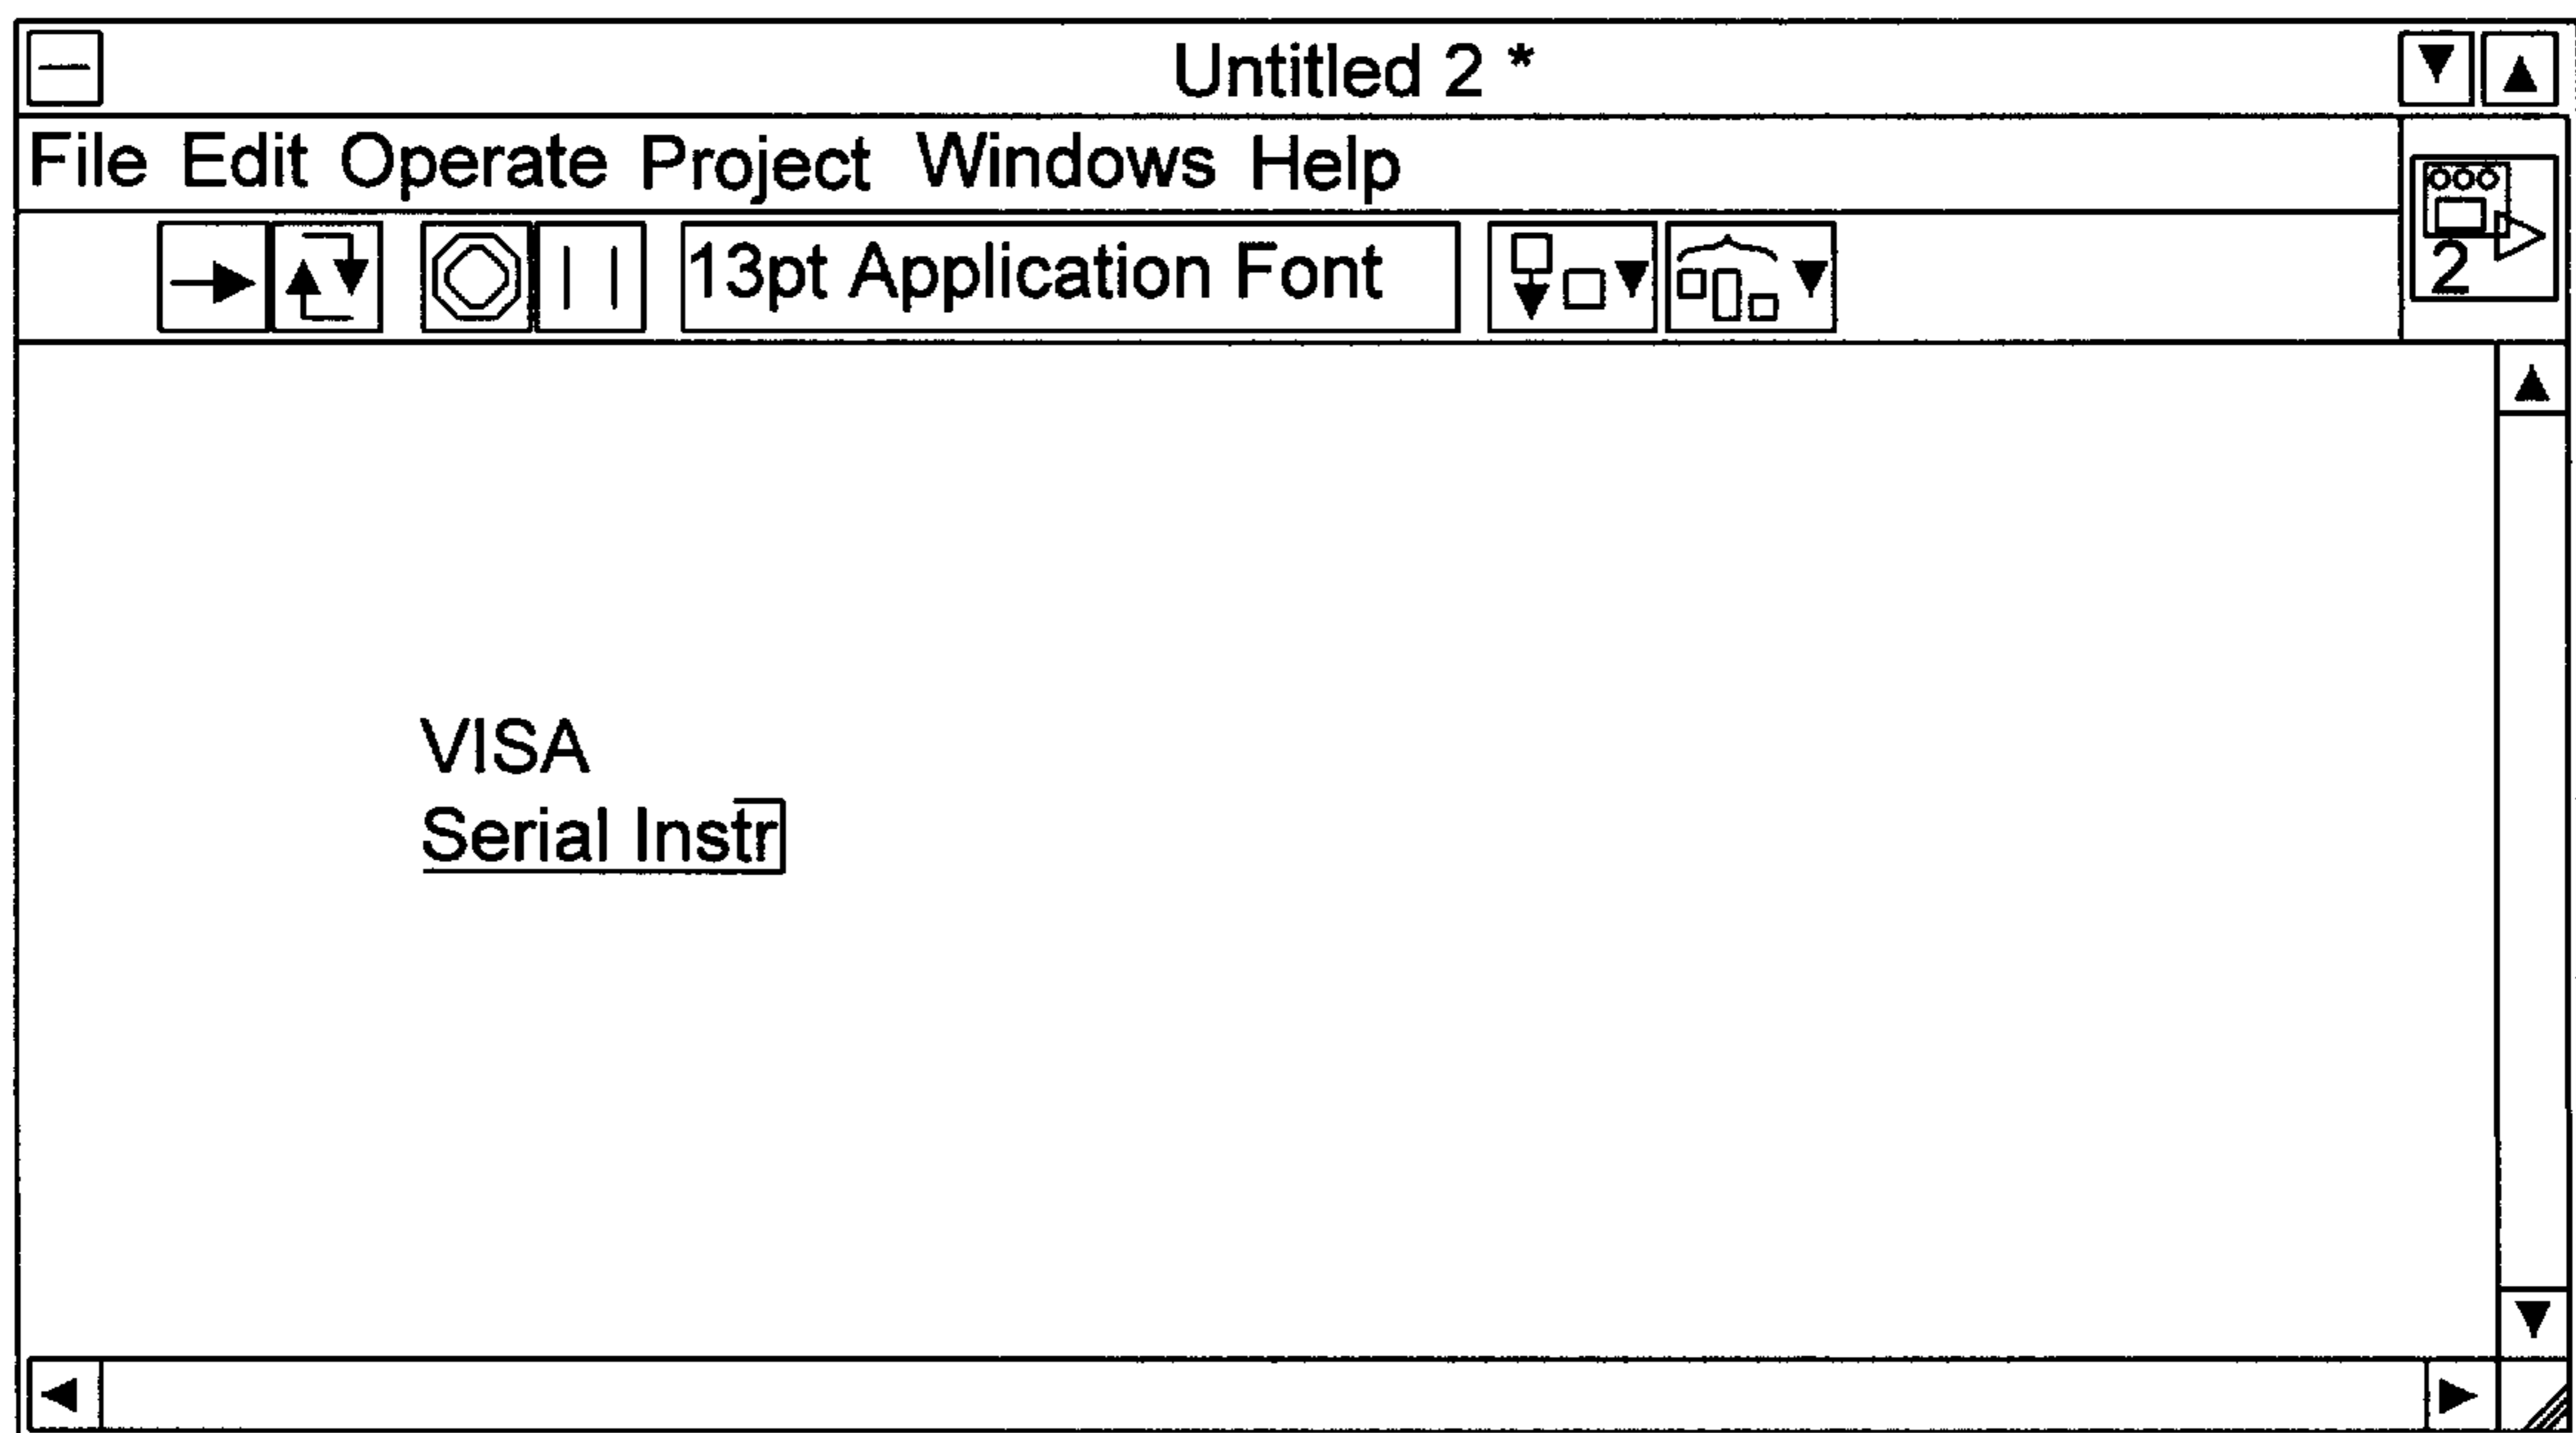 Untitled 2 *
File Edit Operate Project Windows Help
13pt Application Font
2
VISA
Serial Instr